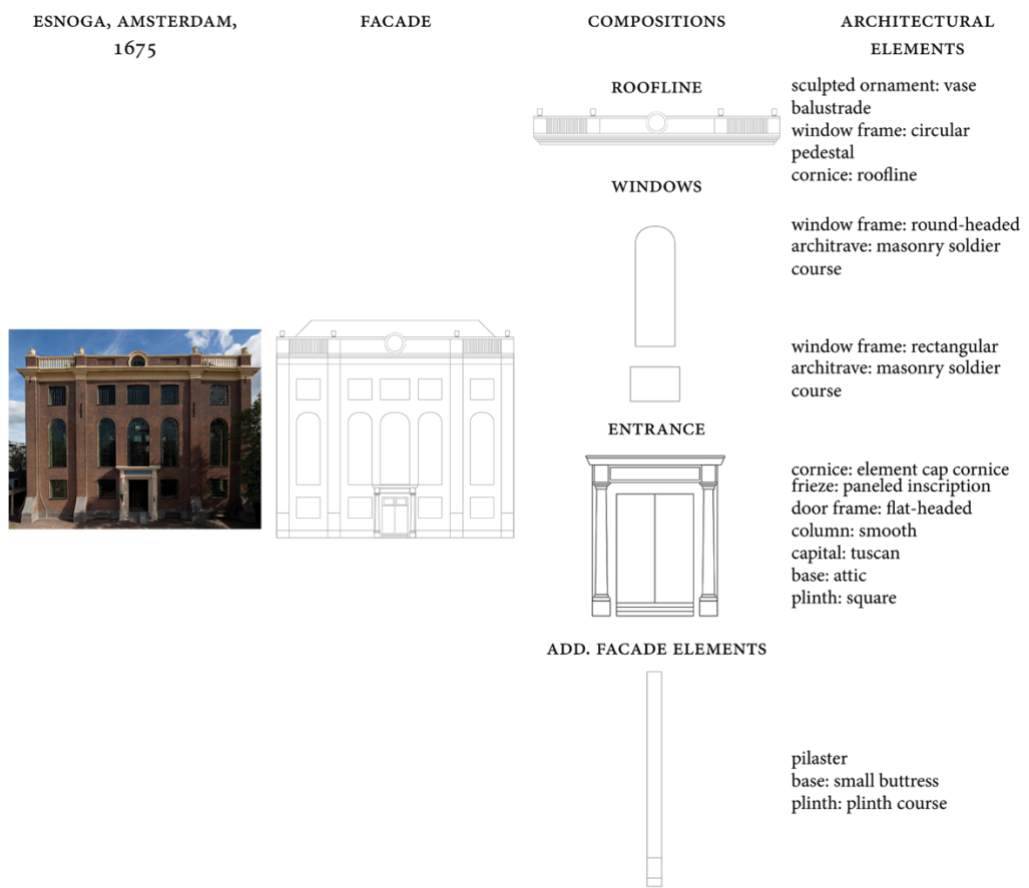 ESNOGA, AMSTERDAM,
1675
FACADE
COMPOSITIONS
ARCHITECTURAL
ELEMENTS
ROOFLINE
sculpted ornament: vase
balustrade
window frame: circular
pedestal
cornice: roofline
WINDOWS
window frame: round-headed
architrave: masonry soldier
course
window frame: rectangular
architrave: masonry soldier
course
ENTRANCE
cornice: element cap cornice
frieze: paneled inscription
door frame: flat-headed
column: smooth
capital: tuscan
base: attic
plinth: square
ADD. FACADE ELEMENTS
pilaster
base: small buttress
plinth: plinth course